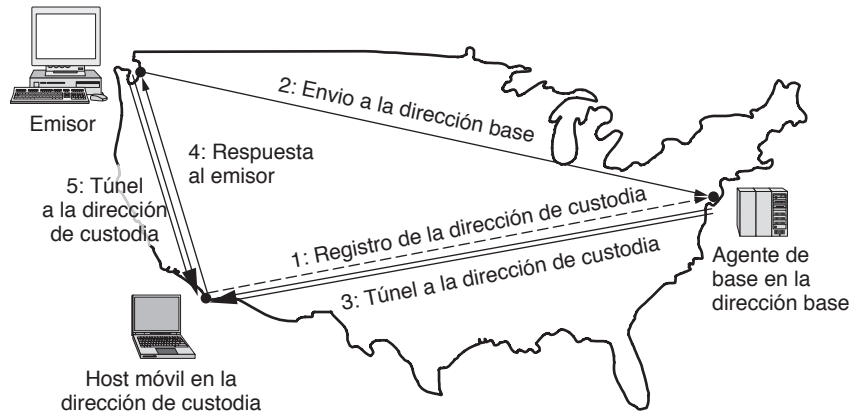 Emisor
2: Envio a la dirección base
4: Respuesta
al emisor
5: Túnel
a la dirección
de custodia
1: Registro de la dirección de custodia
3: Túnel a la dirección de custodia
Agente de
base en la
dirección base
Host móvil en la
dirección de custodia